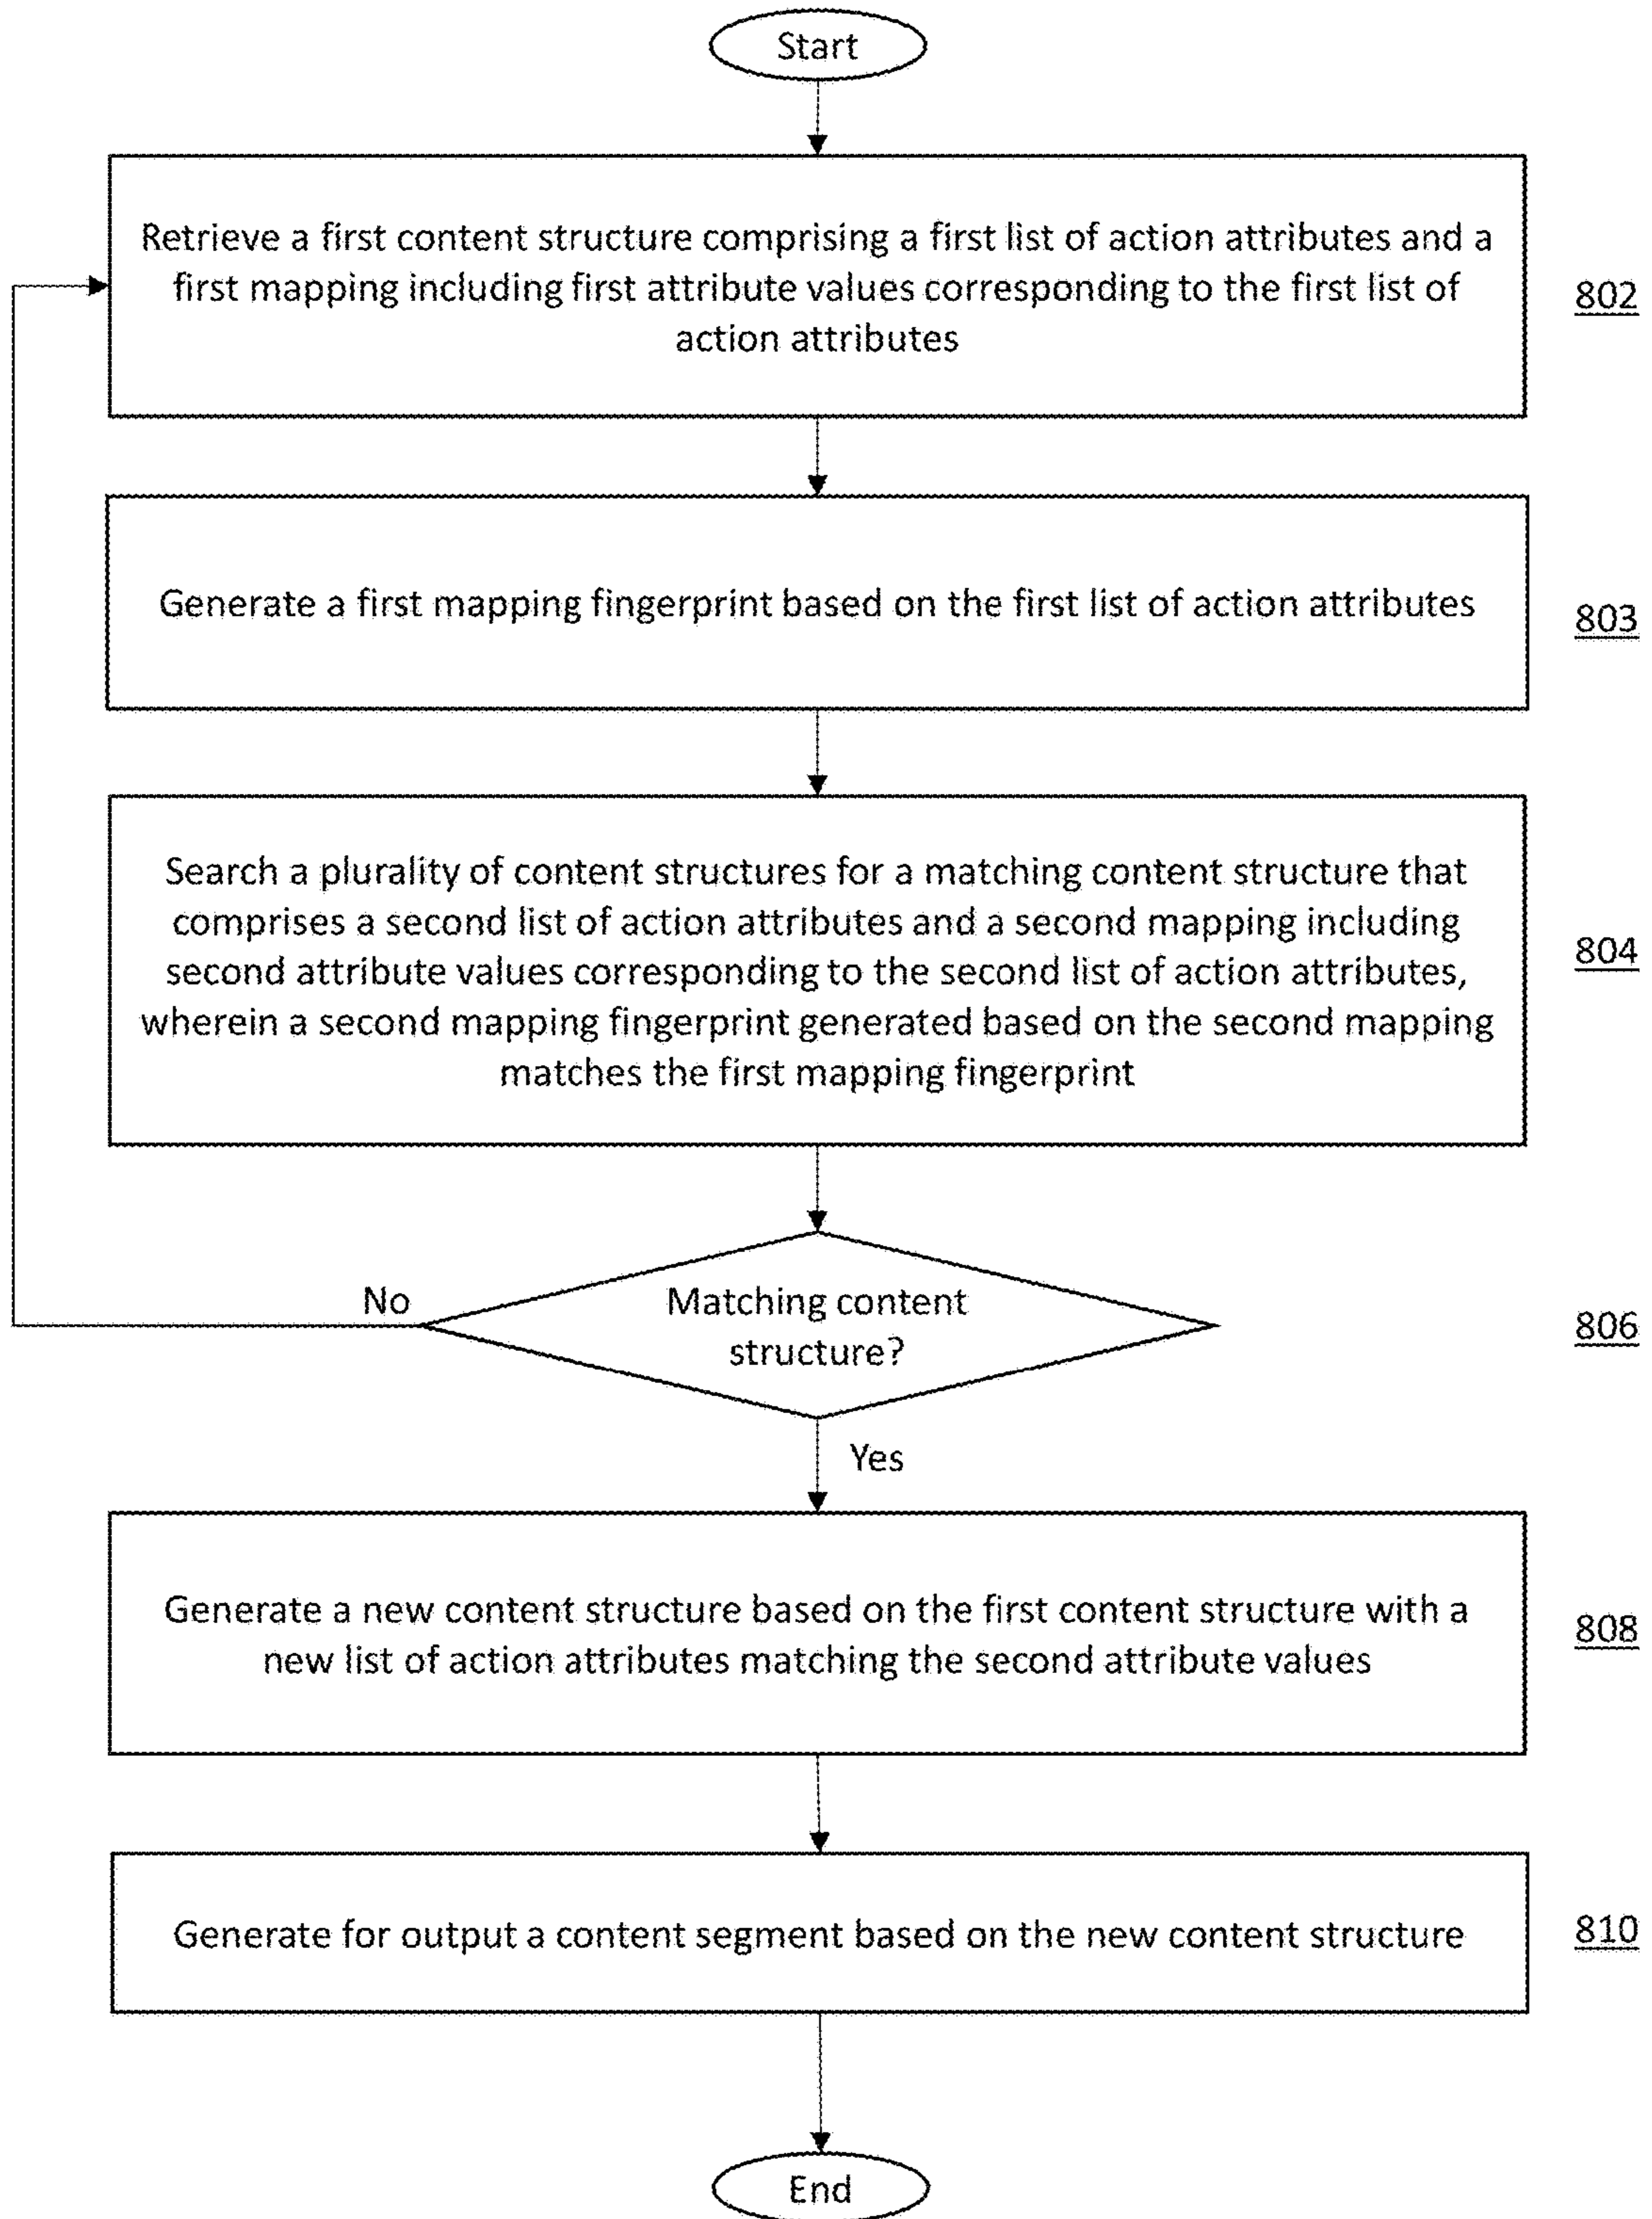 Start
Retrieve a first content structure comprising a first list of action attributes and a
first mapping including first attribute values corresponding to the first list of
action attributes
802
Generate a first mapping fingerprint based on the first list of action attributes
803
Search a plurality of content structures for a matching content structure that
comprises a second list of action attributes and a second mapping including
second attribute values corresponding to the second list of action attributes,
wherein a second mapping fingerprint generated based on the second mapping
matches the first mapping fingerprint
804
No
Matching content
structure?
806
Yes
Generate a new content structure based on the first content structure with a
new list of action attributes matching the second attribute values
808
Generate for output a content segment based on the new content structure
810
End